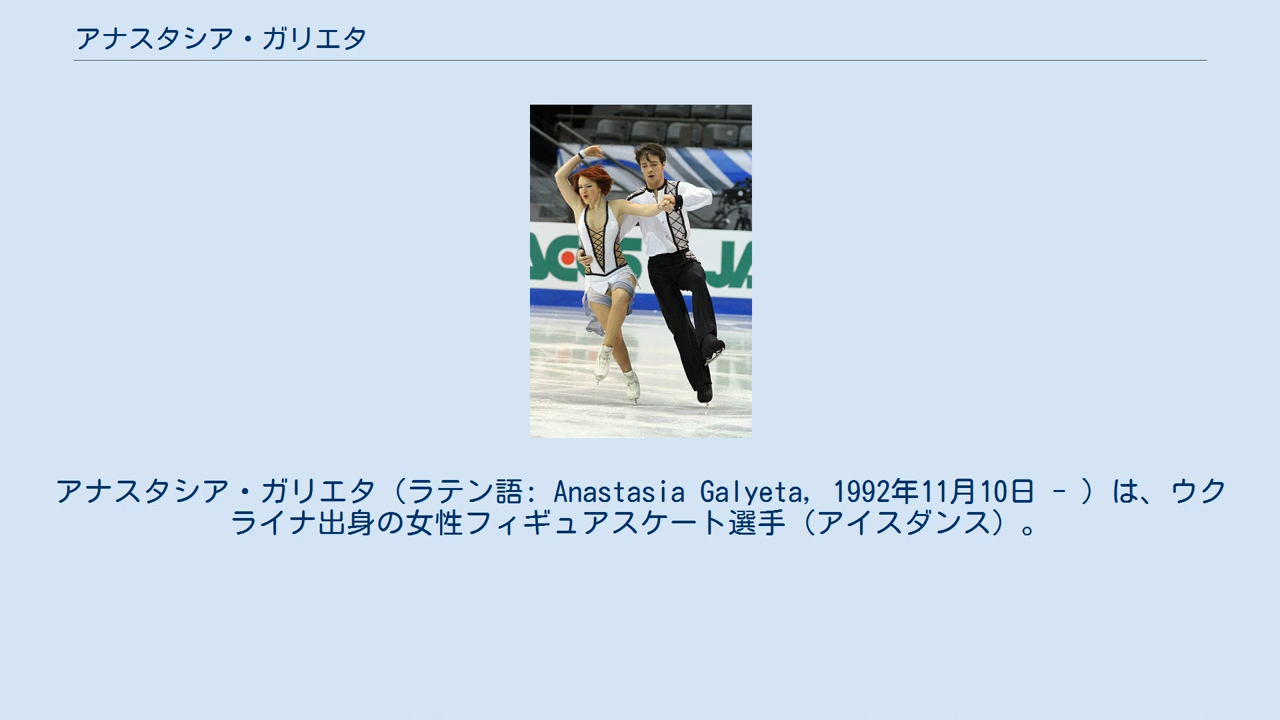 アナスタシア・ガリエタ
アナスタシア・ガリエタ（ラテン語: Anastasia Galyeta, 1992年11月10日 - ）は、ウク
ライナ出身の女性フィギュアスケート選手（アイスダンス）。